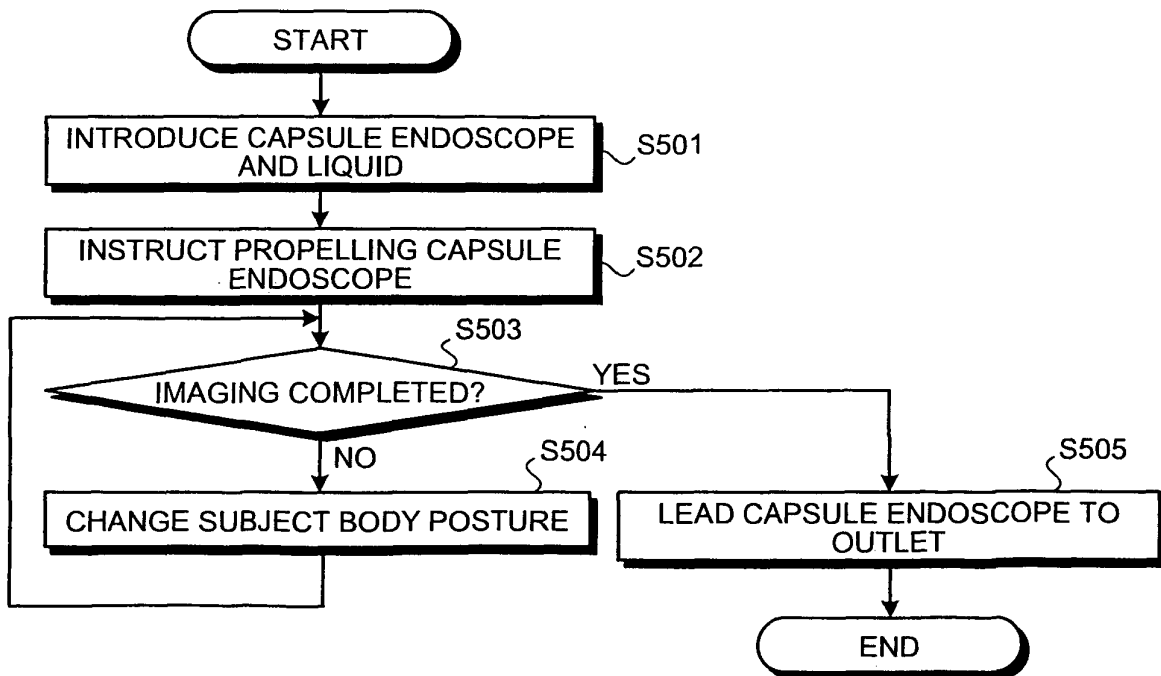 START
INTRODUCE CAPSULE ENDOSCOPE
AND LIQUID
S501
INSTRUCT PROPELLING CAPSULE
ENDOSCOPE
S502
S503
IMAGING COMPLETED?
YES
NO
S504
CHANGE SUBJECT BODY POSTURE
S505
LEAD CAPSULE ENDOSCOPE TO
OUTLET
END